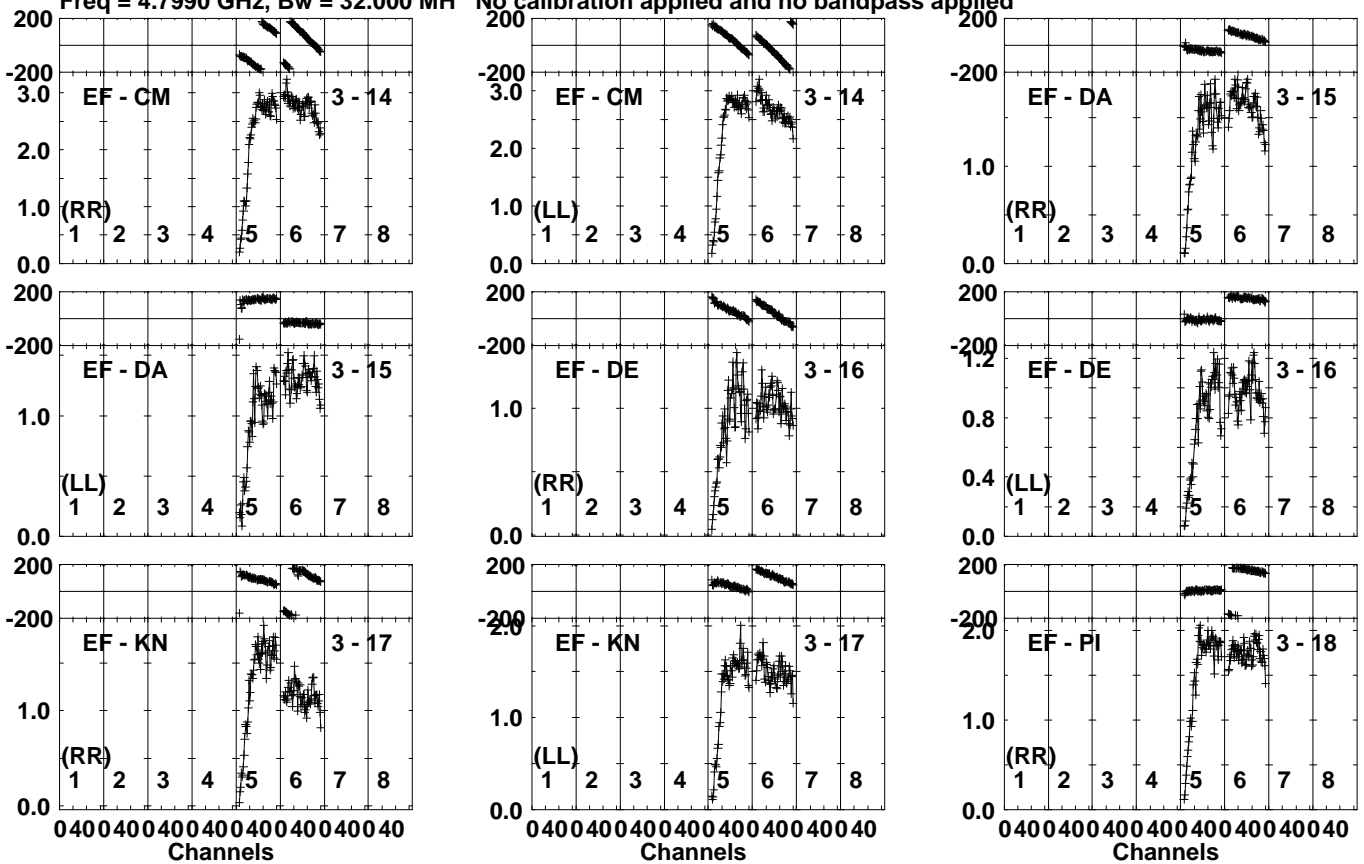 Freq = 4.7990 GHz, Bw = 32.000 MH No calibration applied and no bandpass applied
200 200 200
-200 -200 -200
3.0 EF - CM 3 - 14 3.0 EF - CM 3 - 14 EF - DA 3 - 15
2.0 2.0 1.0
1.0 (RR) 1.0 (LL) (RR)
1 2 3 4 5 6 7 8 1 2 3 4 5 6 7 8 1 2 3 4 5 6 7 8
0.0 0.0 0.0
200 200 200
-200 -200 -200
1.2
EF - DA 3 - 15 EF - DE 3 - 16 EF - DE 3 - 16
1.0 1.0 0.8
(LL) (RR) 0.4 (LL)
1 2 3 4 5 6 7 8 1 2 3 4 5 6 7 8 1 2 3 4 5 6 7 8
0.0 0.0 0.0
200 200 200
-200 -200 -200
2.0 2.0
EF - KN 3 - 17 EF - KN 3 - 17 EF - PI 3 - 18
1.0 1.0 1.0
(RR) (LL) (RR)
1 2 3 4 5 6 7 8 1 2 3 4 5 6 7 8 1 2 3 4 5 6 7 8
0.0 0.0 0.0
0 40 0 40 0 40 0 40 0 40 0 40 0 40 0 40 0 40 0 40 0 40 0 40 0 40 0 40 0 40 0 40 0 40 0 40 0 40 0 40 0 40 0 40 0 40 0 40
Channels Channels Channels